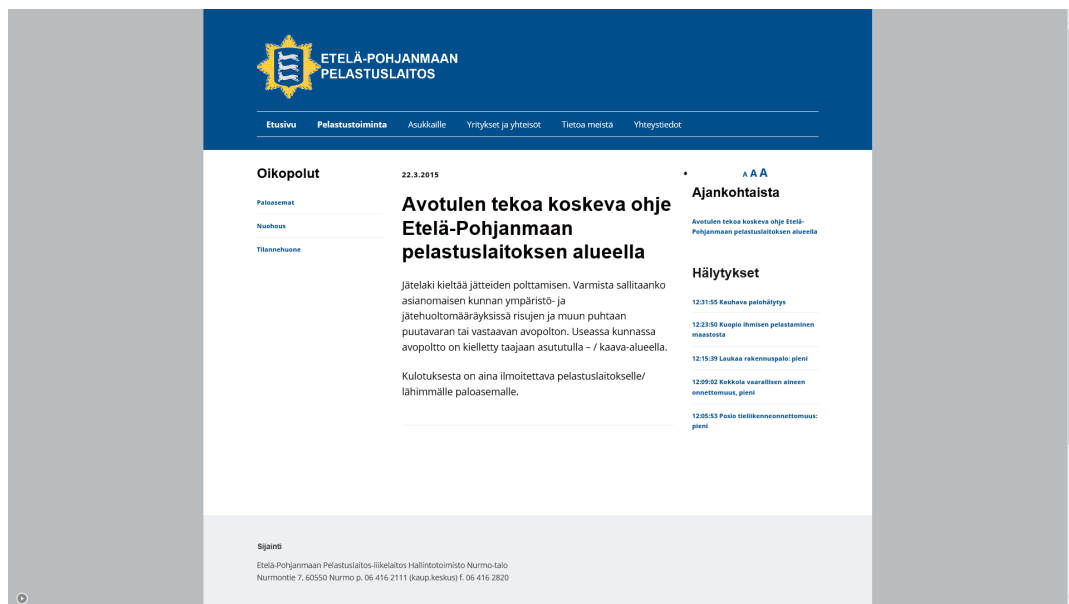 ETELÄ-POHJANMAAN
PELASTUSLAITOS
Etusivu
Pelastustoiminta
Asukkaille
Yritykset ja yhteisöt
Tietoa meistä
Yhteystiedot
Oikopolut
Paloasemat
Nuohous
Tilannehuone
22.3.2015
Avotulen tekoa koskeva ohje
Etelä-Pohjanmaan
pelastuslaitoksen alueella
Jätelaki kieltää jätteiden polttamisen. Varmista sallitaanko
asianomaisen kunnan ympäristö- ja
jätehuoltomääräyksissä risujen ja muun puhtaan
puutavaran tai vastaavan avopolton. Useassa kunnassa
avopoltto on kielletty taajaan asututulla – / kaava-alueella.
Kulotuksesta on aina ilmoitettava pelastuslaitokselle/
lähimmälle paloasemalle.
A A A
Ajankohtaista
Avotulen tekoa koskeva ohje Etelä-
Pohjanmaan pelastuslaitoksen alueella
Hälytykset
12:31:55 Kauhava palohälytys
12:23:50 Kuopio ihmisen pelastaminen
maastosta
12:15:39 Laukaa rakennuspalo: pieni
12:09:02 Kokkola vaarallisen aineen
onnettomuus, pieni
12:05:53 Posio tieliikenneonnettomuus:
pieni
Sijainti
Etelä-Pohjanmaan Pelastuslaitos-liikelaitos Hallintotoimisto Nurmo-talo
Nurmontie 7, 60550 Nurmo p. 06 416 2111 (kaup.keskus) f. 06 416 2820